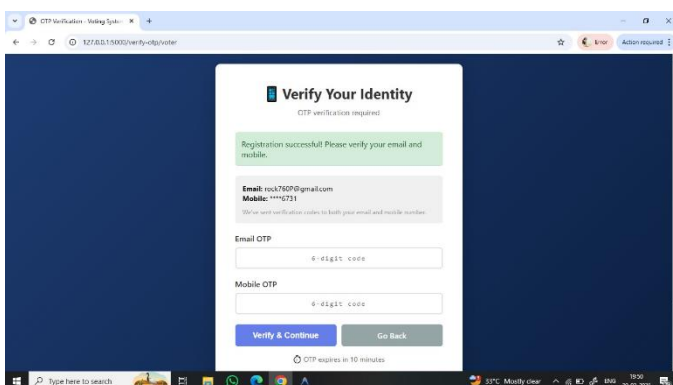 OTP Verification - Voting System
127.0.0.1:5000/verify-otp/voter
Error
Action required
Verify Your Identity
OTP verification required
Registration successful! Please verify your email and
mobile.
Email: rock760P@gmail.com
Mobile: ****6731
We've sent verification codes to both your email and mobile number.
Email OTP
6-digit code
Mobile OTP
6-digit code
Verify & Continue
Go Back
OTP expires in 10 minutes
Type here to search
33°C Mostly clear
ENG
19:50